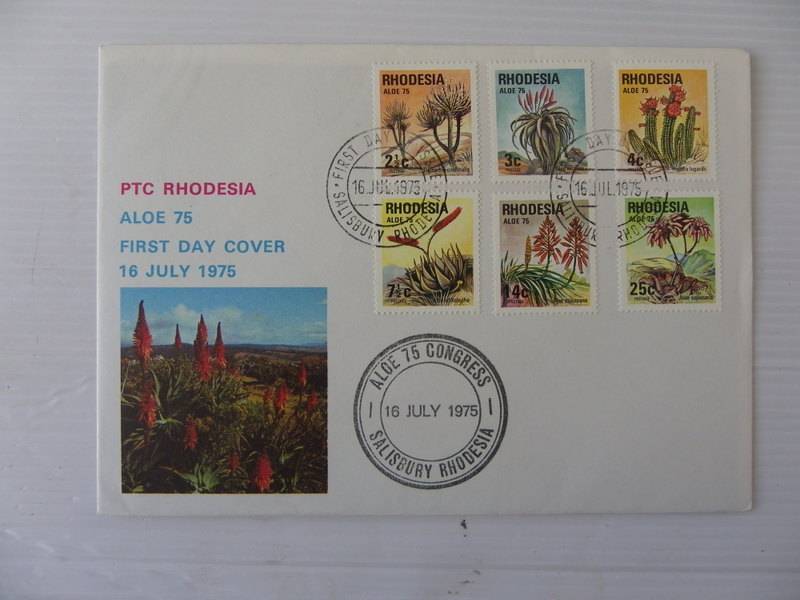 PTC RHODESIA
ALOE 75
FIRST DAY COVER
16 JULY 1975
RHODESIA
ALOE 75
2½c
RHODESIA
ALOE 75
3c
RHODESIA
ALOE 75
4c
RHODESIA
ALOE 75
7½c
RHODESIA
ALOE 75
14c
RHODESIA
ALOE 75
25c
FIRST DAY
16 JUL 1975
SALISBURY RHODESIA
DAY
16 JUL 1975
ALOE 75 CONGRESS
16 JULY 1975
SALISBURY RHODESIA